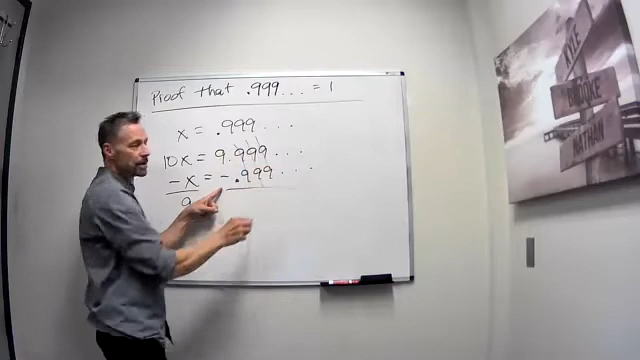 Proof that .999... = 1
x = .999...
10x = 9.999...
-x = -.999...
9
KYLE
BROOKE
NATHAN